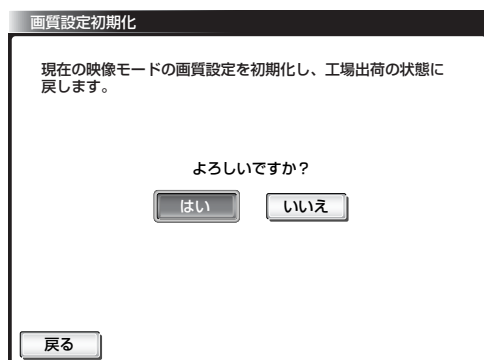 画質設定初期化
現在の映像モードの画質設定を初期化し、工場出荷の状態に
戻します。
よろしいですか？
はい
いいえ
戻る